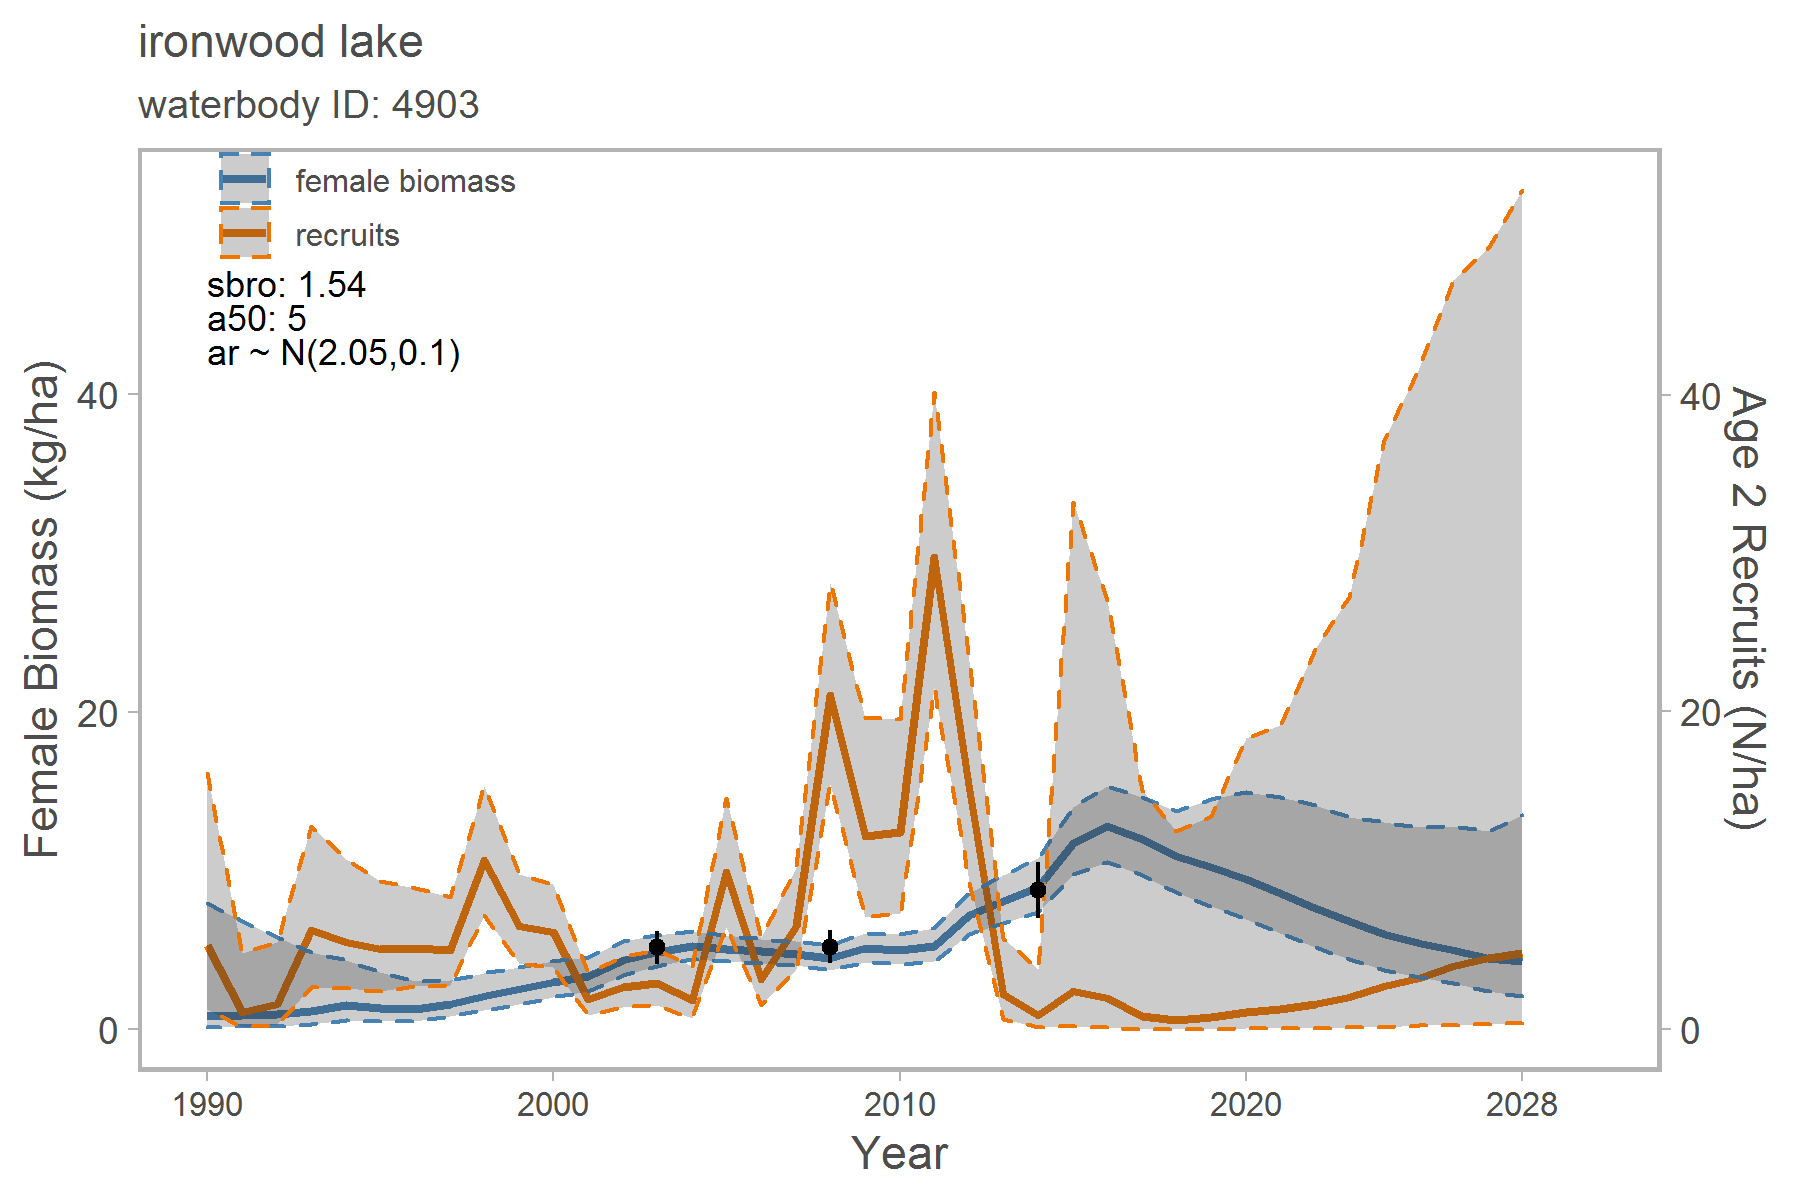 ironwood lake
waterbody ID: 4903
female biomass
recruits
sbro: 1.54
a50: 5
ar ~ N(2.05,0.1)
Female Biomass (kg/ha)
40
20
0
40
20
0
Age 2 Recruits (N/ha)
1990
2000
2010
2020
2028
Year